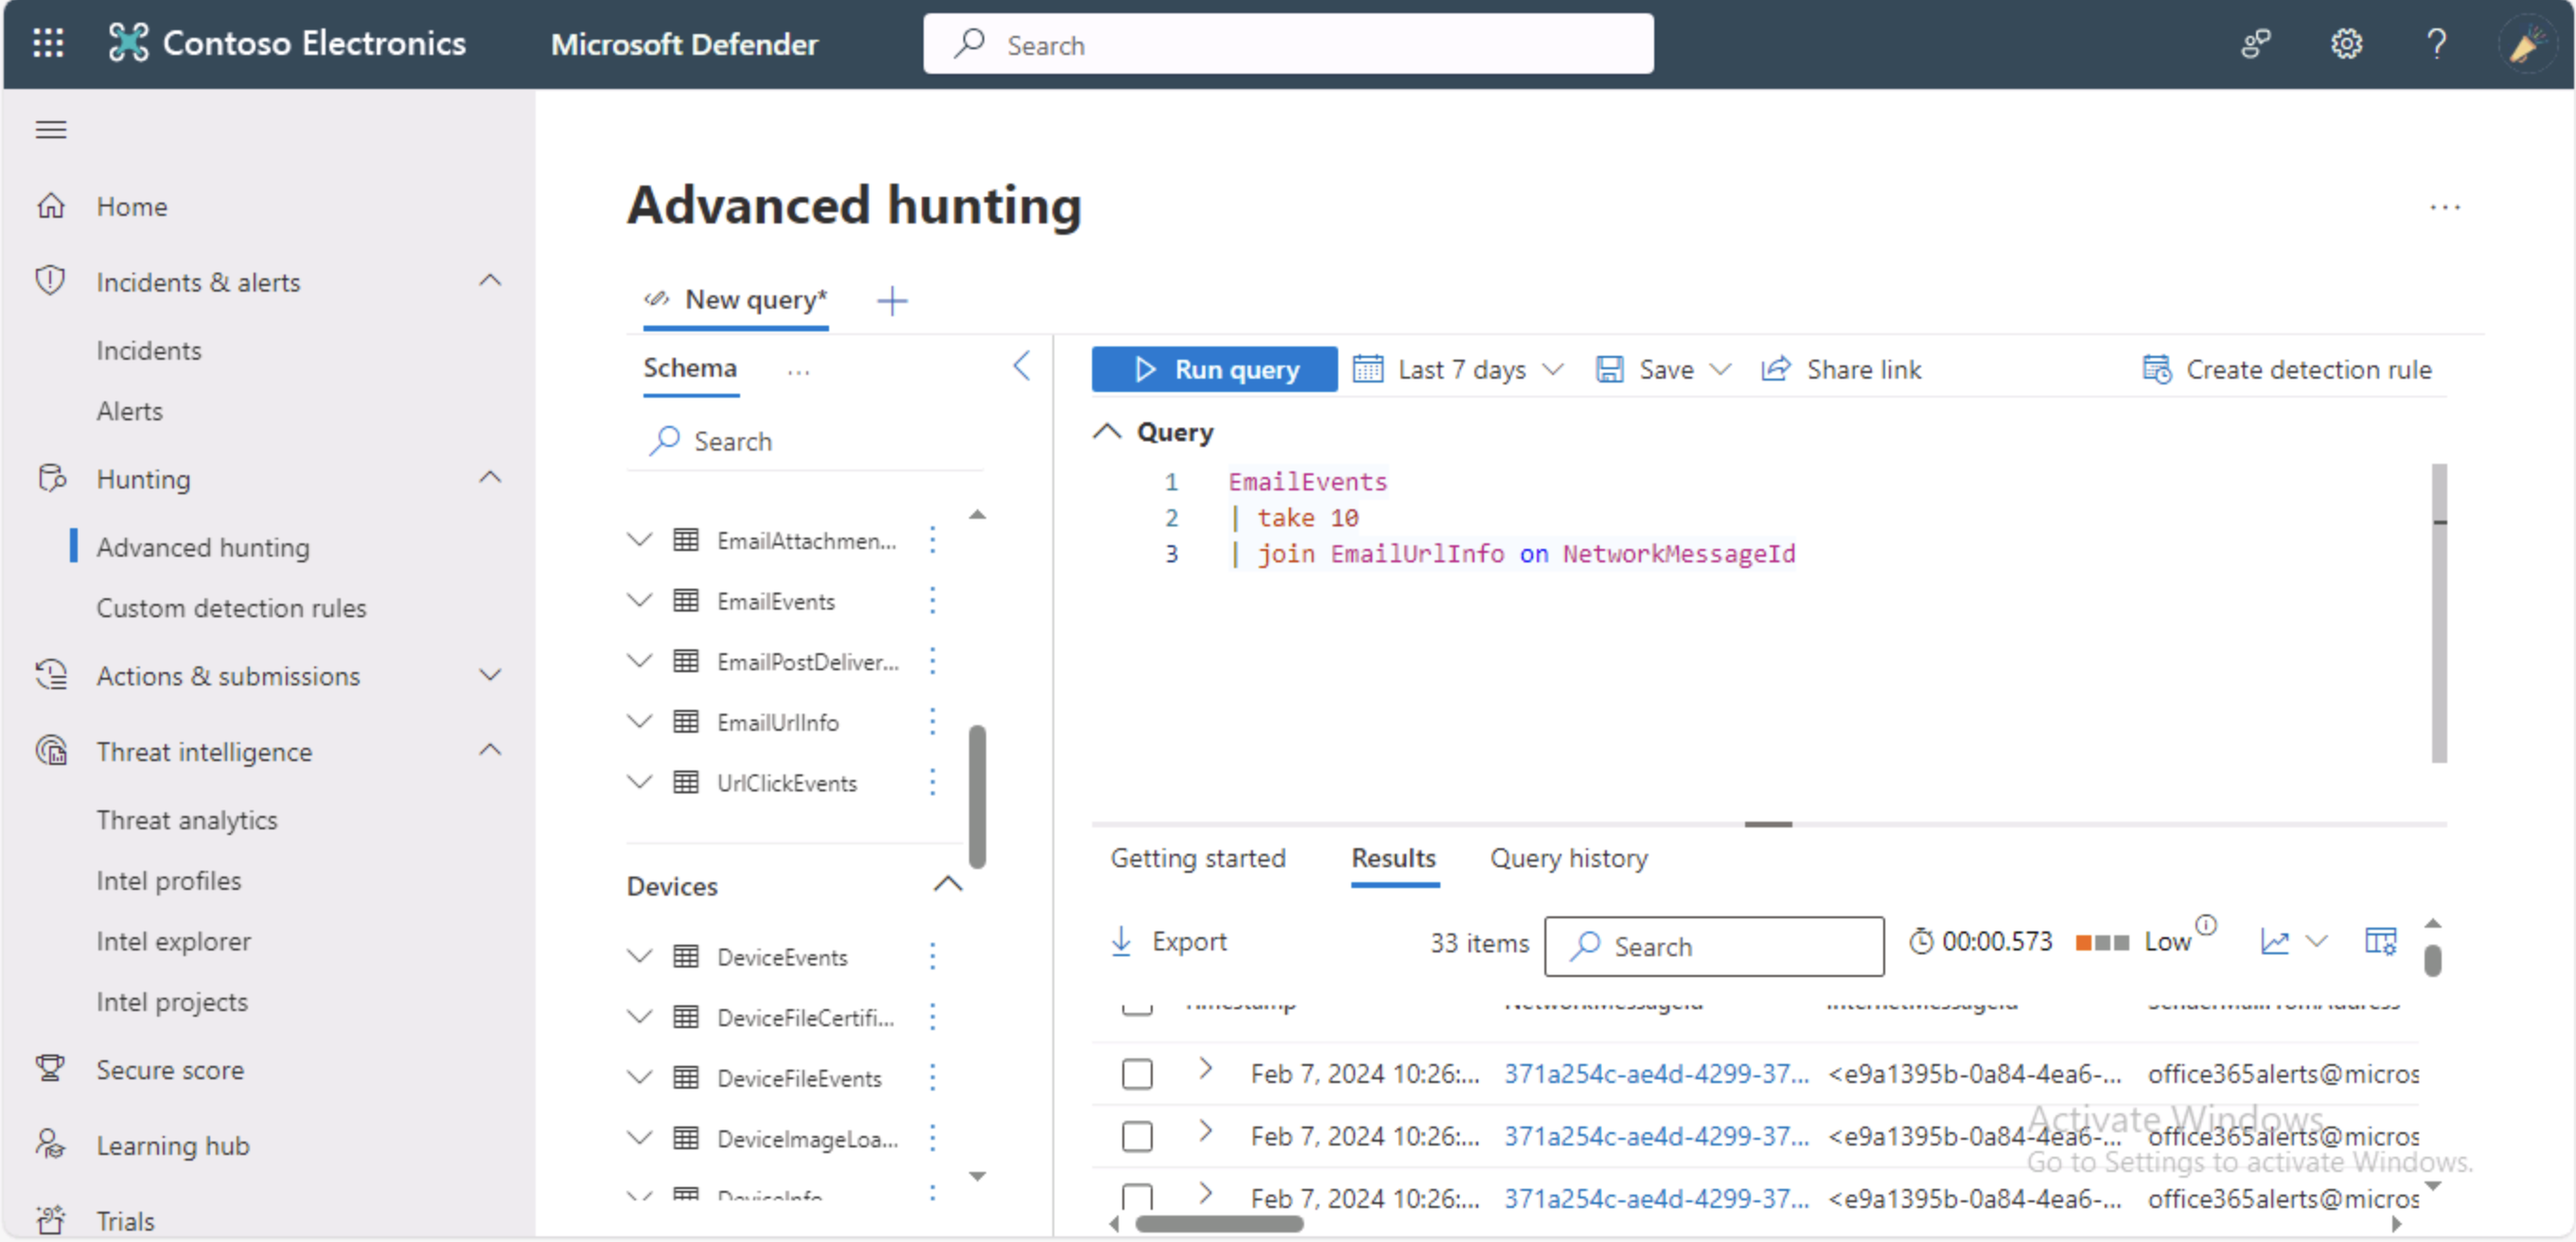 Contoso Electronics
Microsoft Defender
Search
Home
Incidents & alerts
Incidents
Alerts
Hunting
Advanced hunting
Custom detection rules
Actions & submissions
Threat intelligence
Threat analytics
Intel profiles
Intel explorer
Intel projects
Secure score
Learning hub
Trials
Advanced hunting
New query*
Schema
Search
EmailAttachmen...
EmailEvents
EmailPostDeliver...
EmailUrlInfo
UrlClickEvents
Devices
DeviceEvents
DeviceFileCertifi...
DeviceFileEvents
DeviceImageLoa...
DeviceInfo
Run query Last 7 days Save Share link Create detection rule
Query
1 EmailEvents
2 | take 10
3 | join EmailUrlInfo on NetworkMessageId
Getting started Results Query history
Export 33 items Search 00:00.573 Low
Timestamp NetworkMessageId InternetMessageId SenderMailFromAddress
Feb 7, 2024 10:26:... 371a254c-ae4d-4299-37... <e9a1395b-0a84-4ea6-... office365alerts@micros
Feb 7, 2024 10:26:... 371a254c-ae4d-4299-37... <e9a1395b-0a84-4ea6-... office365alerts@micros
Feb 7, 2024 10:26:... 371a254c-ae4d-4299-37... <e9a1395b-0a84-4ea6-... office365alerts@micros
Activate Windows
Go to Settings to activate Windows.